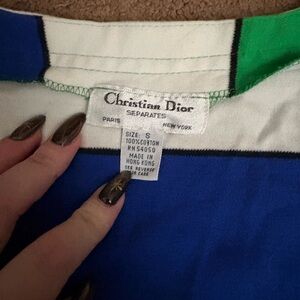 Christian Dior
SEPARATES
PARIS NEW YORK
SIZE: S
100% COTTON
RN 54050
MADE IN
HONG KONG
SEE REVERSE
FOR CARE